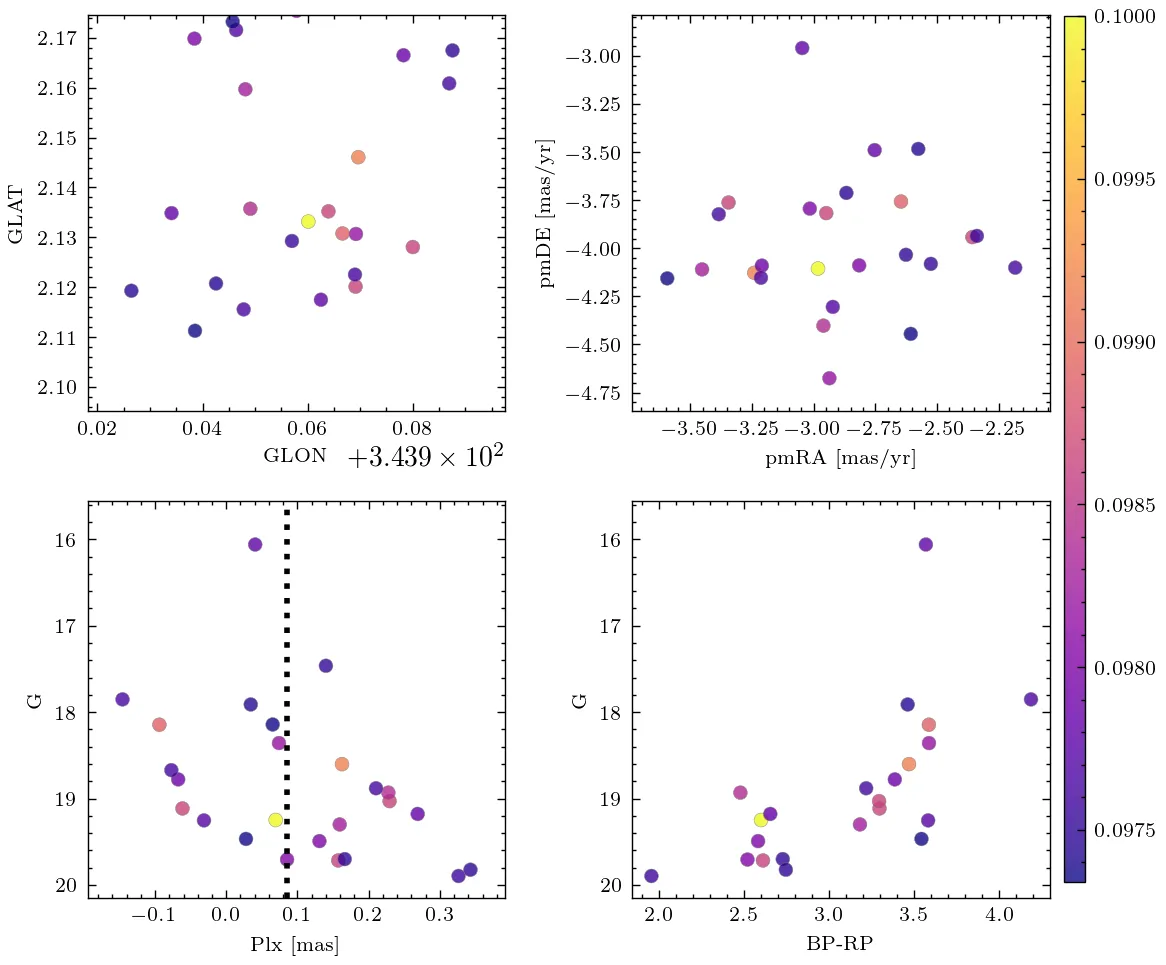 2.17
2.16
2.15
2.14
2.13
2.12
2.11
2.10
GLAT
0.02 0.04 0.06 0.08
GLON +3.439 × 10²
−3.00
−3.25
−3.50
−3.75
−4.00
−4.25
−4.50
−4.75
pmDE [mas/yr]
−3.50 −3.25 −3.00 −2.75 −2.50 −2.25
pmRA [mas/yr]
0.1000
0.0995
0.0990
0.0985
0.0980
0.0975
16
17
18
19
20
G
−0.1 0.0 0.1 0.2 0.3
Plx [mas]
16
17
18
19
20
G
2.0 2.5 3.0 3.5 4.0
BP-RP